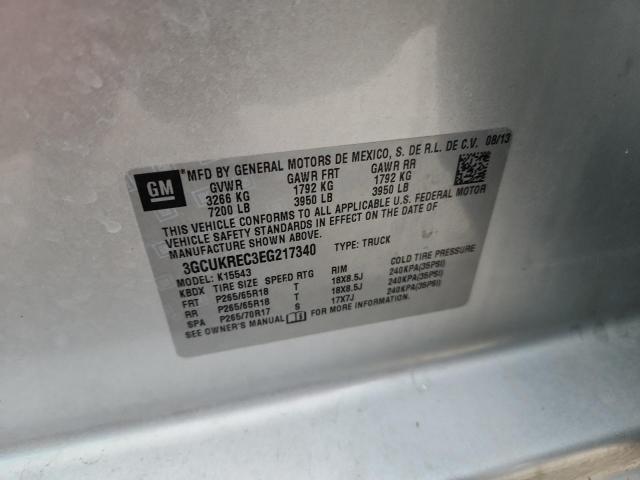 GM ® MFD BY GENERAL MOTORS DE MEXICO, S. DE R.L. DE C.V. 08/13
GVWR GAWR FRT GAWR RR
3266 KG 1792 KG 1792 KG
7200 LB 3950 LB 3950 LB
THIS VEHICLE CONFORMS TO ALL APPLICABLE U.S. FEDERAL MOTOR
VEHICLE SAFETY STANDARDS IN EFFECT ON THE DATE OF
MANUFACTURE SHOWN ABOVE.
3GCUKREC3EG217340 TYPE: TRUCK
MODEL: K15543
KBDX TIRE SIZE SPEED RTG RIM COLD TIRE PRESSURE
FRT P265/65R18 T 18X8.5J 240KPA(35PSI)
RR P265/65R18 T 18X8.5J 240KPA(35PSI)
SPA P265/70R17 S 17X7J 240KPA(35PSI)
SEE OWNER'S MANUAL FOR MORE INFORMATION.